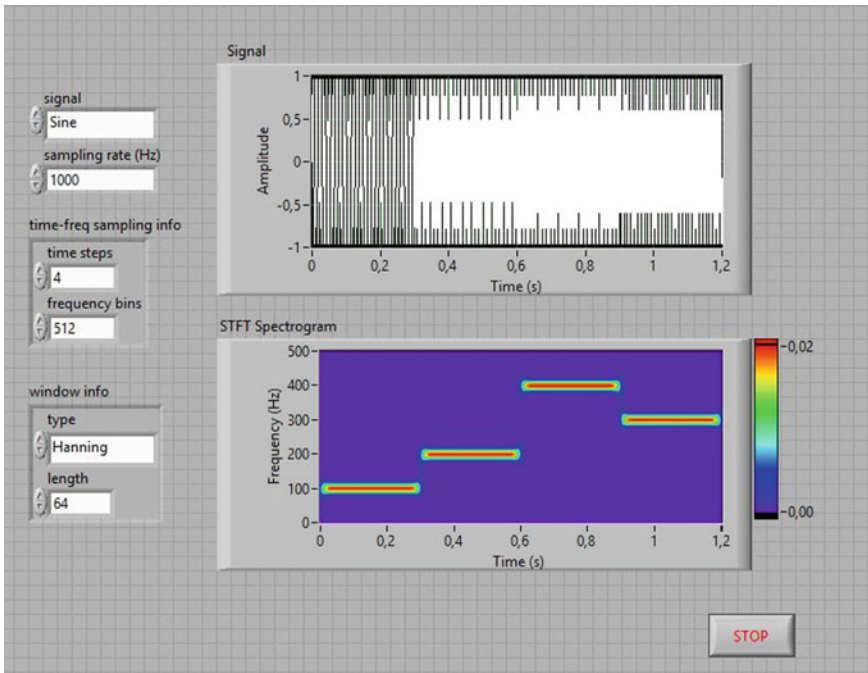 signal
Sine
sampling rate (Hz)
1000
time-freq sampling info
time steps
4
frequency bins
512
window info
type
Hanning
length
64
Signal
Amplitude
1
0,5
0
-0,5
-1
0 0,2 0,4 0,6 0,8 1 1,2
Time (s)
STFT Spectrogram
Frequency (Hz)
500
400
300
200
100
0
0 0,2 0,4 0,6 0,8 1 1,2
Time (s)
0,02
0,00
STOP